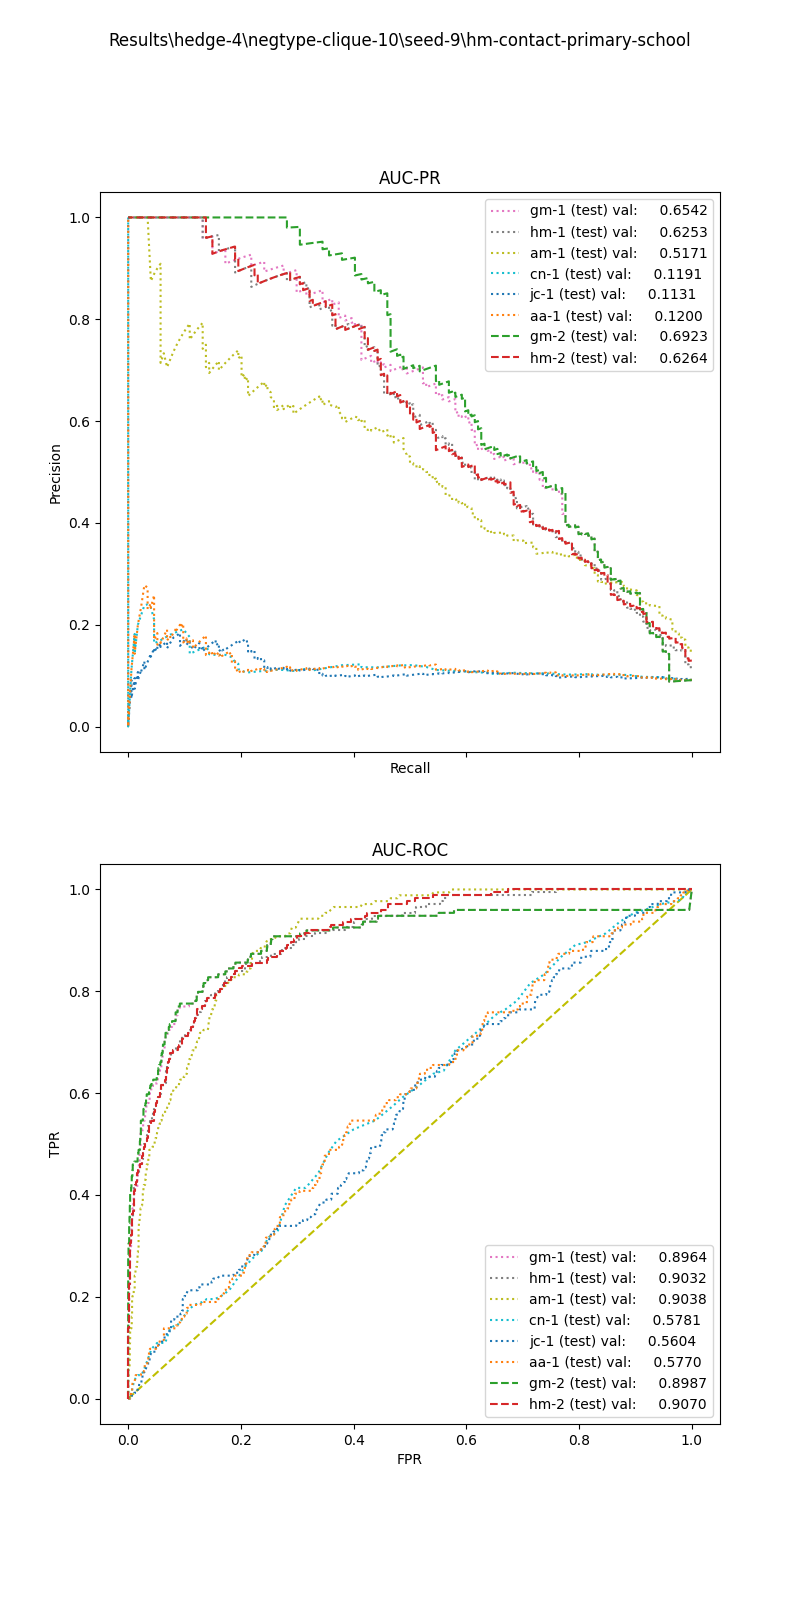 Results\hedge-4\negtype-clique-10\seed-9\hm-contact-primary-school
AUC-PR
gm-1 (test) val: 0.6542
hm-1 (test) val: 0.6253
am-1 (test) val: 0.5171
cn-1 (test) val: 0.1191
jc-1 (test) val: 0.1131
aa-1 (test) val: 0.1200
gm-2 (test) val: 0.6923
hm-2 (test) val: 0.6264
1.0
0.8
0.6
0.4
0.2
0.0
Precision
Recall
AUC-ROC
1.0
0.8
0.6
0.4
0.2
0.0
TPR
gm-1 (test) val: 0.8964
hm-1 (test) val: 0.9032
am-1 (test) val: 0.9038
cn-1 (test) val: 0.5781
jc-1 (test) val: 0.5604
aa-1 (test) val: 0.5770
gm-2 (test) val: 0.8987
hm-2 (test) val: 0.9070
0.0 0.2 0.4 0.6 0.8 1.0
FPR